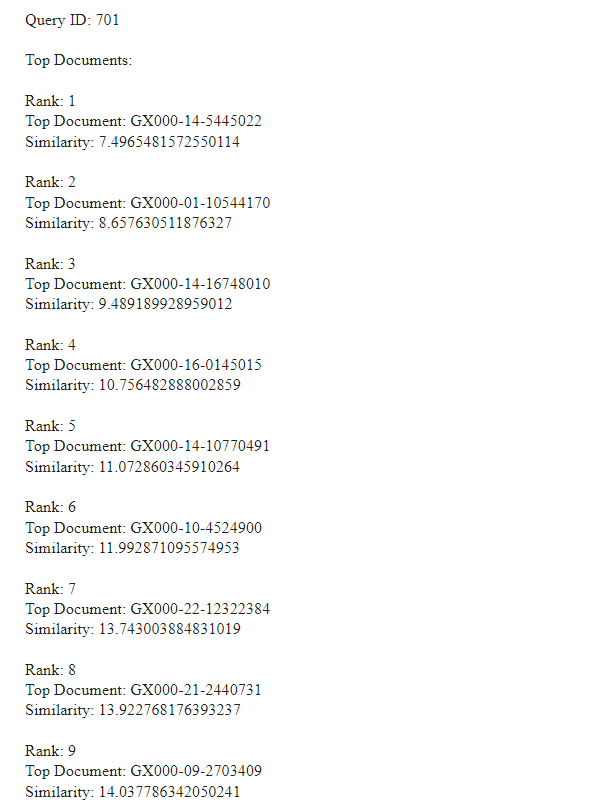 Query ID: 701
Top Documents:
Rank: 1
Top Document: GX000-14-5445022
Similarity: 7.4965481572550114
Rank: 2
Top Document: GX000-01-10544170
Similarity: 8.657630511876327
Rank: 3
Top Document: GX000-14-16748010
Similarity: 9.489189928959012
Rank: 4
Top Document: GX000-16-0145015
Similarity: 10.756482888002859
Rank: 5
Top Document: GX000-14-10770491
Similarity: 11.072860345910264
Rank: 6
Top Document: GX000-10-4524900
Similarity: 11.992871095574953
Rank: 7
Top Document: GX000-22-12322384
Similarity: 13.743003884831019
Rank: 8
Top Document: GX000-21-2440731
Similarity: 13.922768176393237
Rank: 9
Top Document: GX000-09-2703409
Similarity: 14.037786342050241